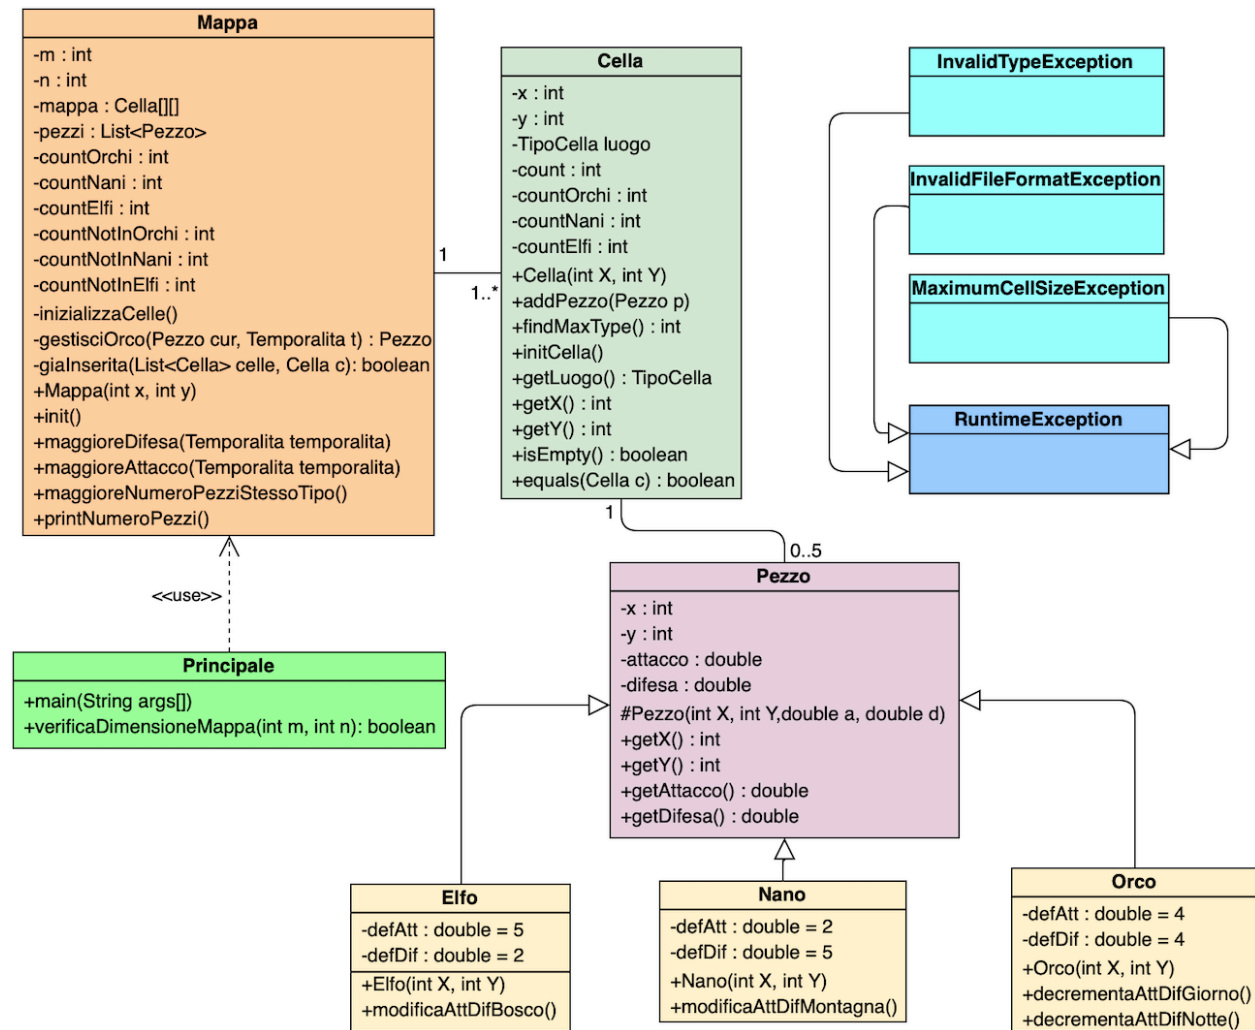 Mappa
-m : int
-n : int
-mappa : Cella[][]
-pezzi : List<Pezzo>
-countOrchi : int
-countNani : int
-countElfi : int
-countNotInOrchi : int
-countNotInNani : int
-countNotInElfi : int
-inizializzaCelle()
-gestisciOrco(Pezzo cur, Temporalita t) : Pezzo
-giaInserita(List<Cella> celle, Cella c): boolean
+Mappa(int x, int y)
+init()
+maggioreDifesa(Temporalita temporalita)
+maggioreAttacco(Temporalita temporalita)
+maggioreNumeroPezziStessoTipo()
+printNumeroPezzi()
1
1..*
Cella
-x : int
-y : int
-TipoCella luogo
-count : int
-countOrchi : int
-countNani : int
-countElfi : int
+Cella(int X, int Y)
+addPezzo(Pezzo p)
+findMaxType() : int
+initCella()
+getLuogo() : TipoCella
+getX() : int
+getY() : int
+isEmpty() : boolean
+equals(Cella c) : boolean
InvalidTypeException
InvalidFileFormatException
MaximumCellSizeException
RuntimeException
1
0..5
<<use>>
Principale
+main(String args[])
+verificaDimensioneMappa(int m, int n): boolean
Pezzo
-x : int
-y : int
-attacco : double
-difesa : double
#Pezzo(int X, int Y,double a, double d)
+getX() : int
+getY() : int
+getAttacco() : double
+getDifesa() : double
Elfo
-defAtt : double = 5
-defDif : double = 2
+Elfo(int X, int Y)
+modificaAttDifBosco()
Nano
-defAtt : double = 2
-defDif : double = 5
+Nano(int X, int Y)
+modificaAttDifMontagna()
Orco
-defAtt : double = 4
-defDif : double = 4
+Orco(int X, int Y)
+decrementaAttDifGiorno()
+decrementaAttDifNotte()